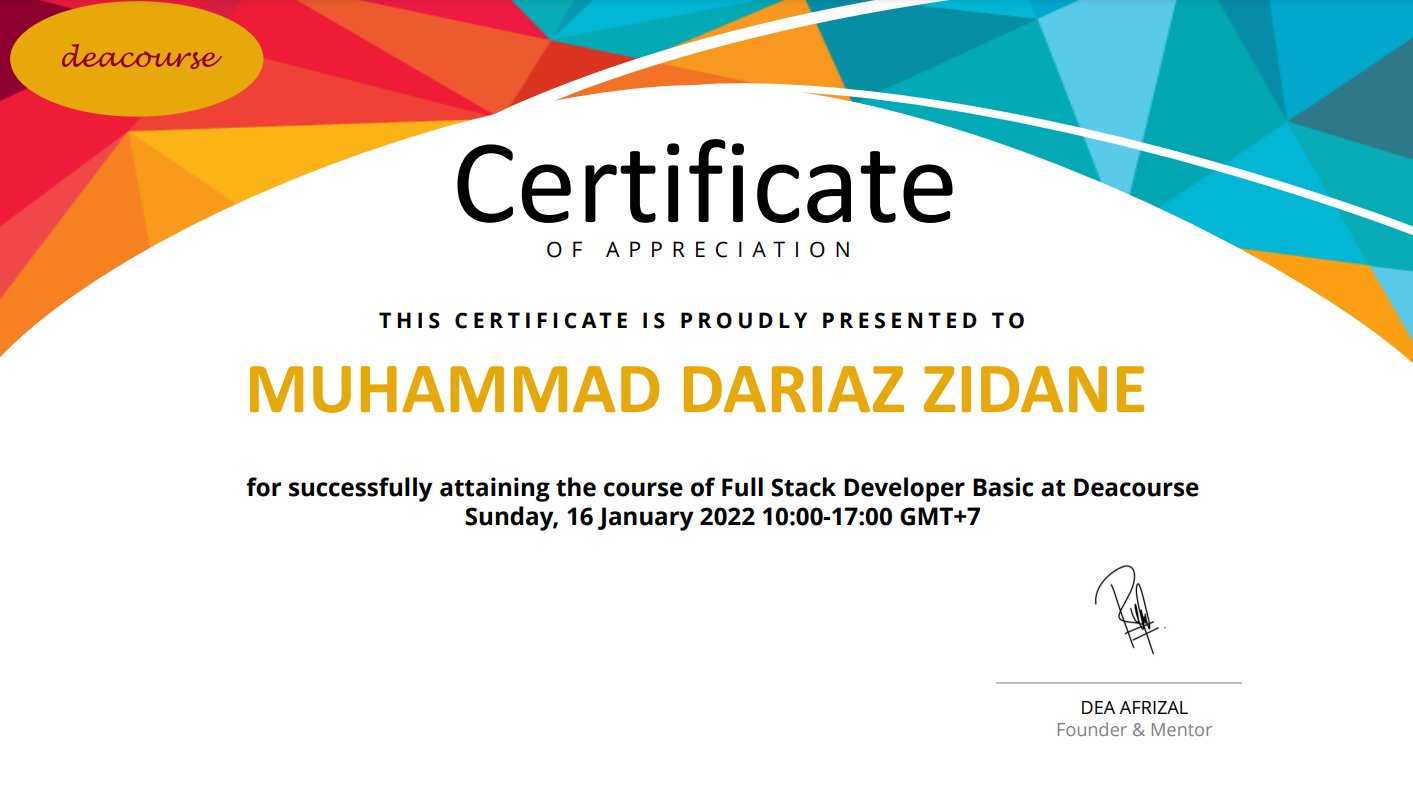 deacourse
Certificate
OF APPRECIATION
THIS CERTIFICATE IS PROUDLY PRESENTED TO
MUHAMMAD DARIAZ ZIDANE
for successfully attaining the course of Full Stack Developer Basic at Deacourse
Sunday, 16 January 2022 10:00-17:00 GMT+7
DEA AFRIZAL
Founder & Mentor